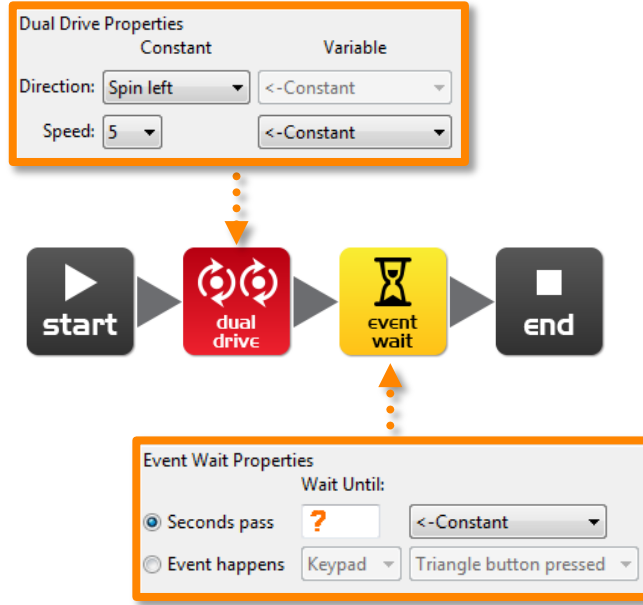 Dual Drive Properties
Constant Variable
Direction: Spin left <-Constant
Speed: 5 <-Constant
start
dual
drive
event
wait
end
Event Wait Properties
Wait Until:
Seconds pass ? <-Constant
Event happens Keypad Triangle button pressed